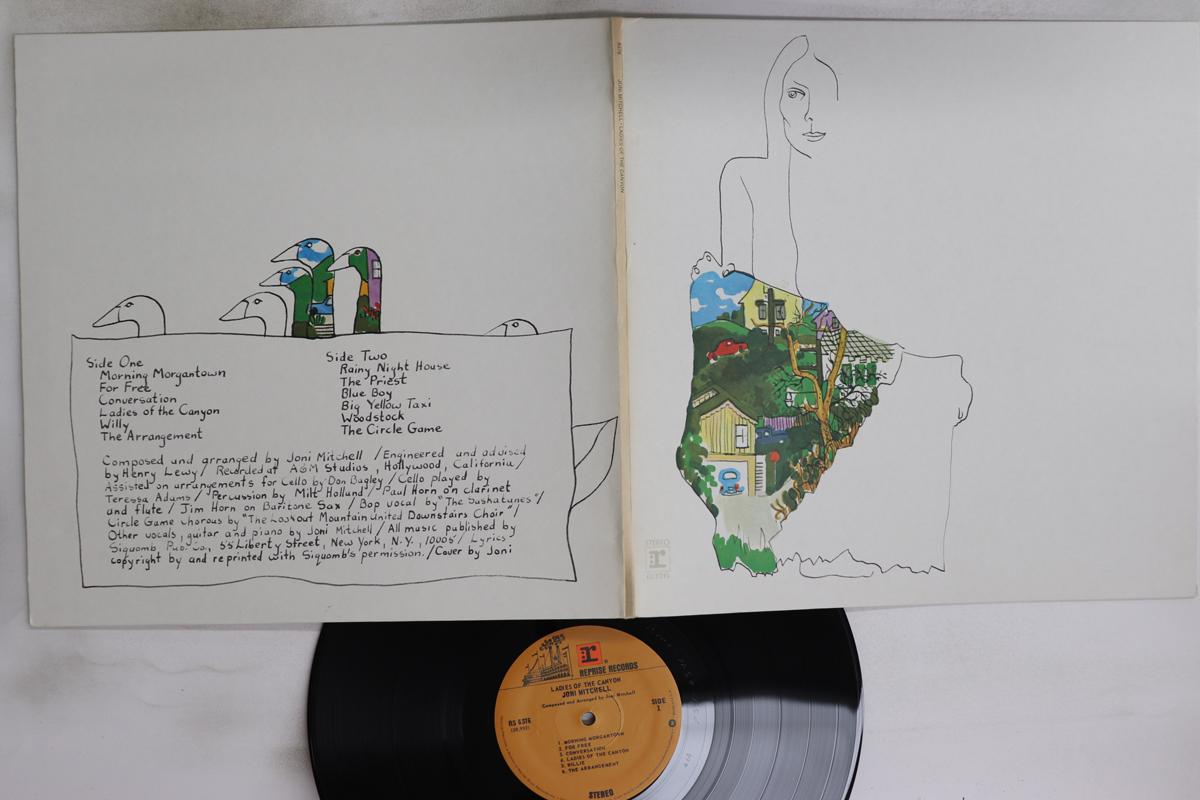 Side One
Morning Morgantown
For Free
Conversation
Ladies of the Canyon
Willy
The Arrangement
Side Two
Rainy Night House
The Priest
Blue Boy
Big Yellow Taxi
Woodstock
The Circle Game
Composed and arranged by Joni Mitchell / Engineered and advised
by Henry Lewy / Recorded at A&M Studios, Hollywood, California /
Assisted on arrangements for Cello by Don Bagley / Cello played by
Teressa Adams / Percussion by Milt Holland / Paul Horn on clarinet
and flute / Jim Horn on Baritone Sax / Bop vocal by "The Saskatunes" /
Circle Game chorus by "The Lookout Mountain United Downstairs Choir" /
Other vocals, guitar and piano by Joni Mitchell / All music published by
Siquomb Pub. Co., 55 Liberty Street, New York, N.Y., 10005 / Lyrics
copyright by and reprinted with Siquomb's permission. / Cover by Joni
6376
JONI MITCHELL • LADIES OF THE CANYON
STEREO
r
6376
r
REPRISE RECORDS
LADIES OF THE CANYON
JONI MITCHELL
Composed and Arranged by Joni Mitchell
RS 6376
SIDE
1
1. MORNING MORGANTOWN
2. FOR FREE
3. CONVERSATION
4. LADIES OF THE CANYON
5. WILLIE
6. THE ARRANGEMENT
STEREO